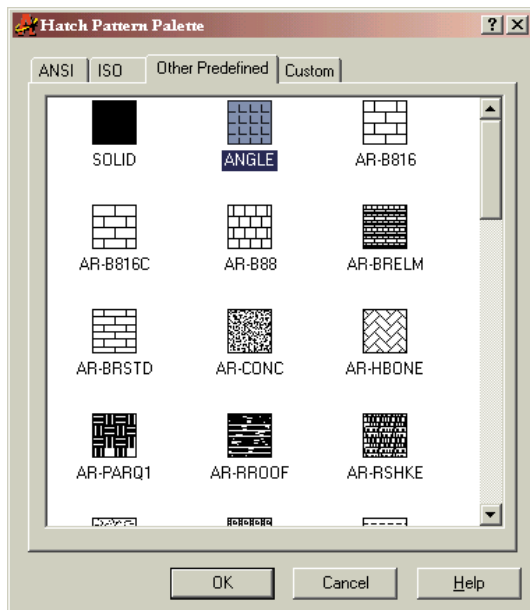 Hatch Pattern Palette
ANSI ISO Other Predefined Custom
SOLID ANGLE AR-B816
AR-B816C AR-B88 AR-BRELM
AR-BRSTD AR-CONC AR-HBONE
AR-PARQ1 AR-RROOF AR-RSHKE
OK Cancel Help